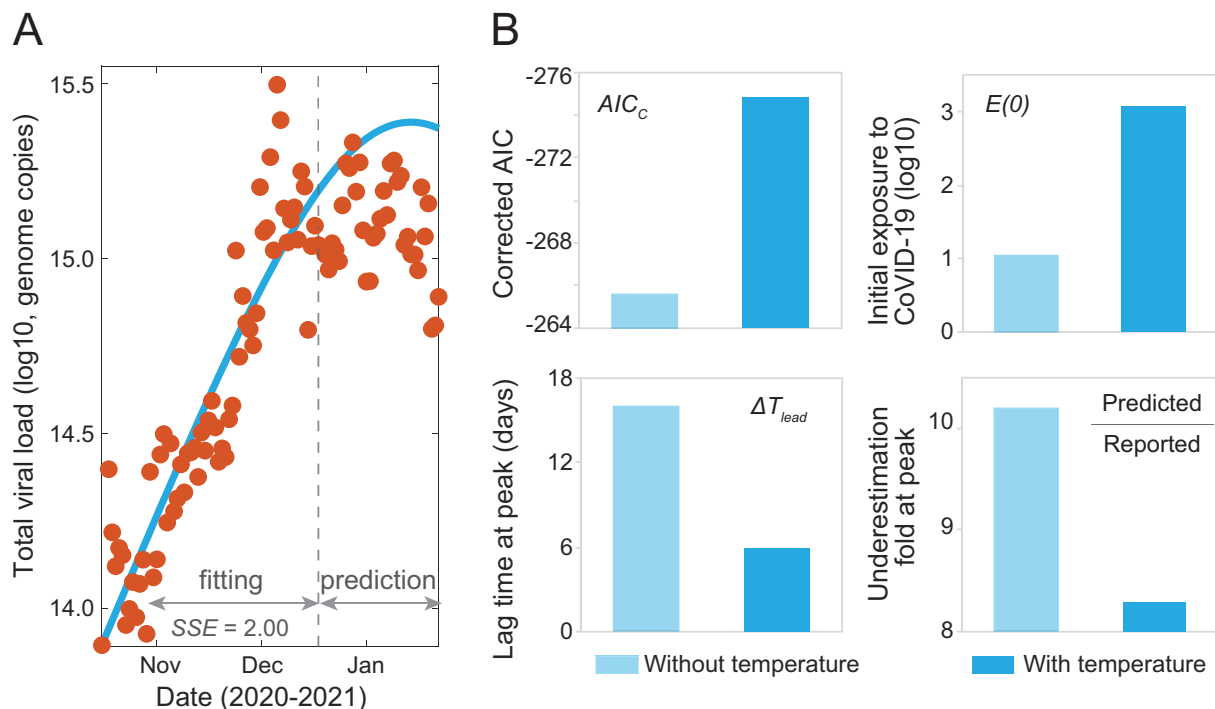 A
Total viral load (log10, genome copies)
15.5
15.0
14.5
14.0
fitting
prediction
SSE = 2.00
Nov
Dec
Jan
Date (2020-2021)
B
Corrected AIC
-276
-272
-268
-264
AIC_C
Initial exposure to
CoVID-19 (log10)
3
2
1
0
E(0)
Lag time at peak (days)
18
12
6
0
ΔT_lead
Underestimation
fold at peak
10
9
8
Predicted
Reported
Without temperature
With temperature